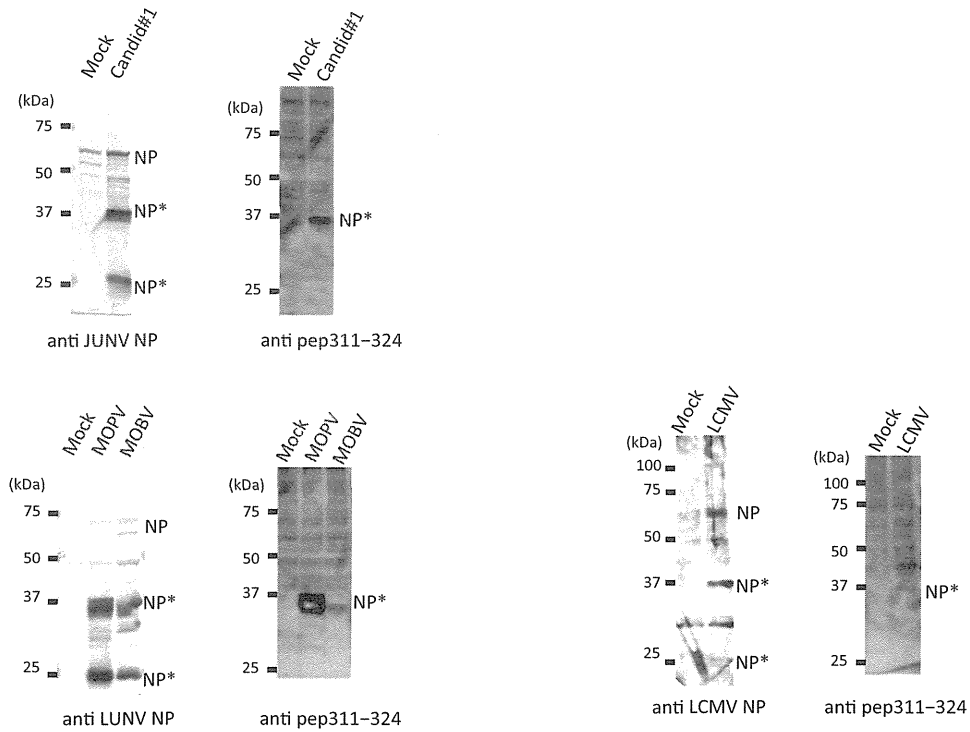 Mock
Candid#1
(kDa)
75
50
37
25
NP
NP*
NP*
anti JUNV NP
Mock
Candid#1
(kDa)
75
50
37
25
NP*
anti pep311–324
Mock
MOPV
MOBV
(kDa)
75
50
37
25
NP
NP*
NP*
anti LUNV NP
Mock
MOPV
MOBV
(kDa)
75
50
37
25
NP*
anti pep311–324
Mock
LCMV
(kDa)
100
75
50
37
25
NP
NP*
NP*
anti LCMV NP
Mock
LCMV
(kDa)
100
75
50
37
25
NP*
anti pep311–324